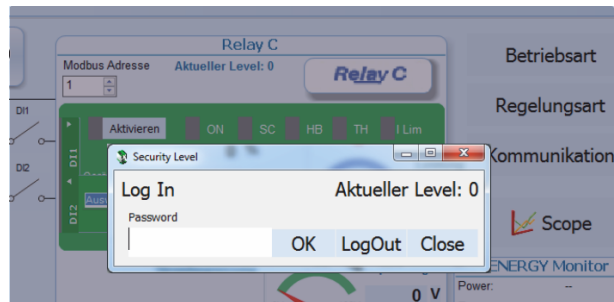 Relay C
Modbus Adresse
Aktueller Level: 0
1
Relay C
Betriebsart
Regelungsart
Kommunikation
Scope
ENERGY Monitor
Power:
--
DI1
DI2
Aktivieren
ON
SC
HB
TH
I Lim
DI1
DI2
Security Level
Log In
Aktueller Level: 0
Password
OK
LogOut
Close
0 V